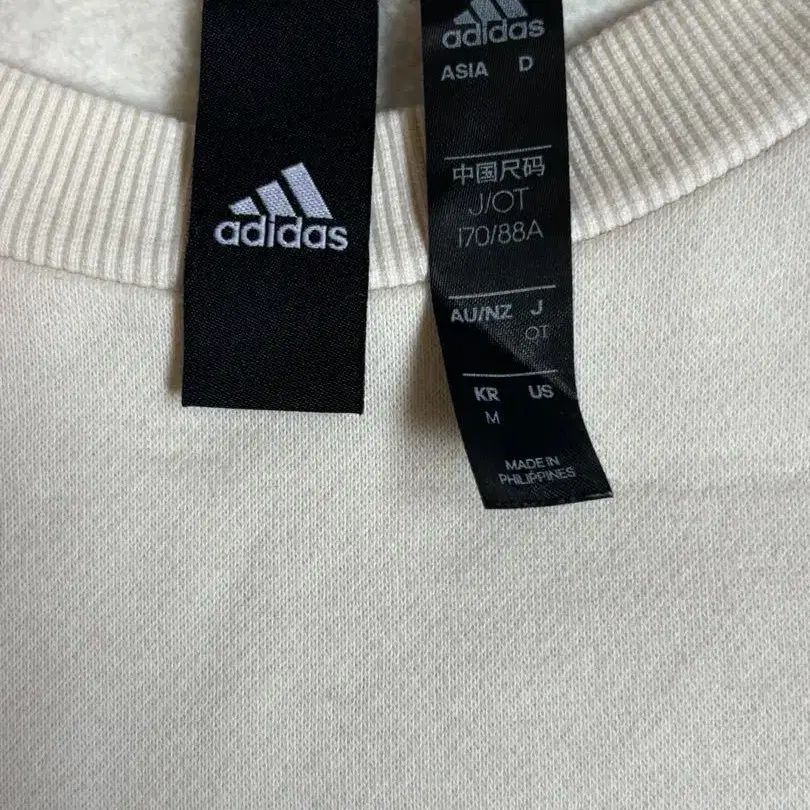 adidas
adidas
ASIA D
中国尺码
J/OT
170/88A
AU/NZ J
OT
KR US
M
MADE IN
PHILIPPINES